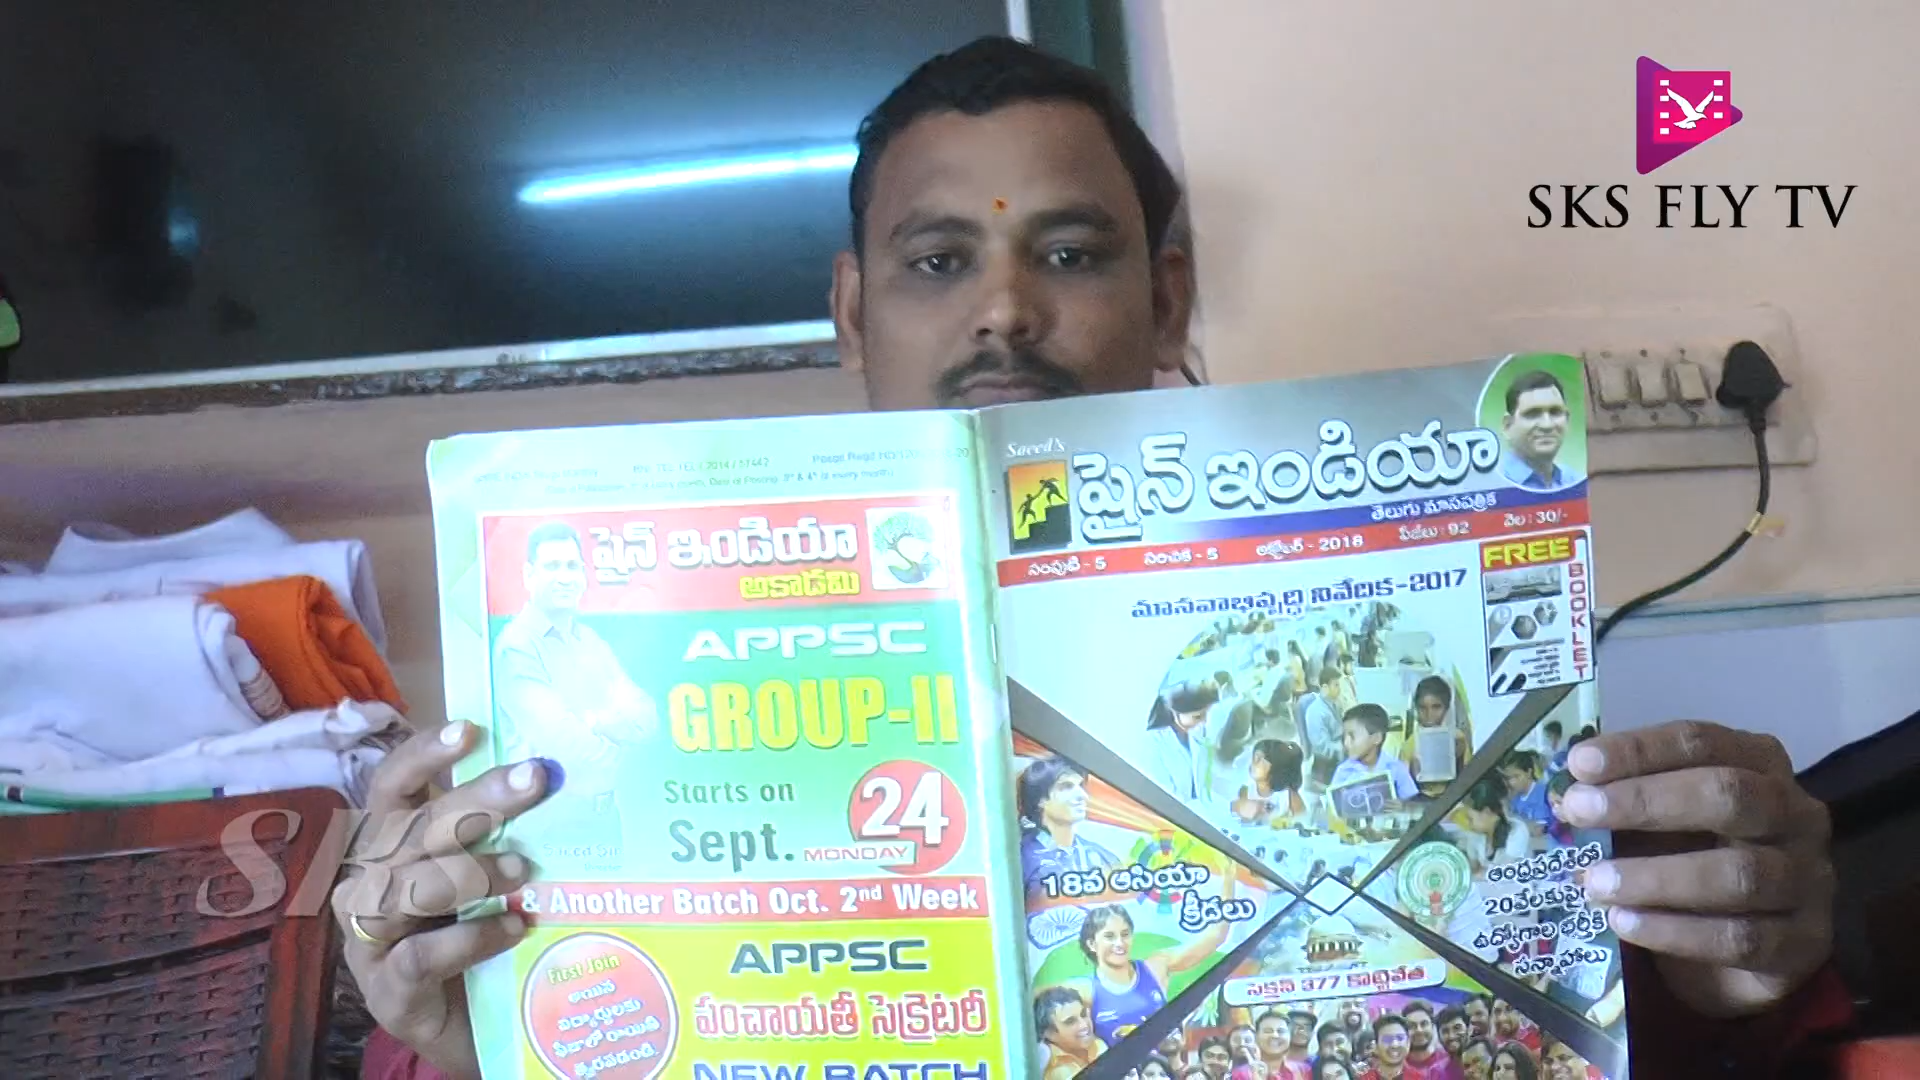 SKS FLY TV
SKS
షైన్ ఇండియా
అకాడమి
APPSC
GROUP-II
Starts on
Sept. 24
MONDAY
& Another Batch Oct. 2nd Week
APPSC
పంచాయతీ సెక్రెటరీ
NEW BATCH
First Join
Saeed's
షైన్ ఇండియా
తెలుగు మాసపత్రిక
సంపుటి - 5 సంచిక - 5 అక్టోబర్ - 2018 పేజీలు: 92 వెల: 30/-
మానవాభివృద్ధి నివేదిక-2017
FREE
BOOKLET
18వ ఆసియా
క్రీడలు
ఆంధ్రప్రదేశ్‌లో
20వేలకుపైగా
ఉద్యోగాల భర్తీకి
సన్నాహాలు
సెక్షన్ 377 కొట్టివేత